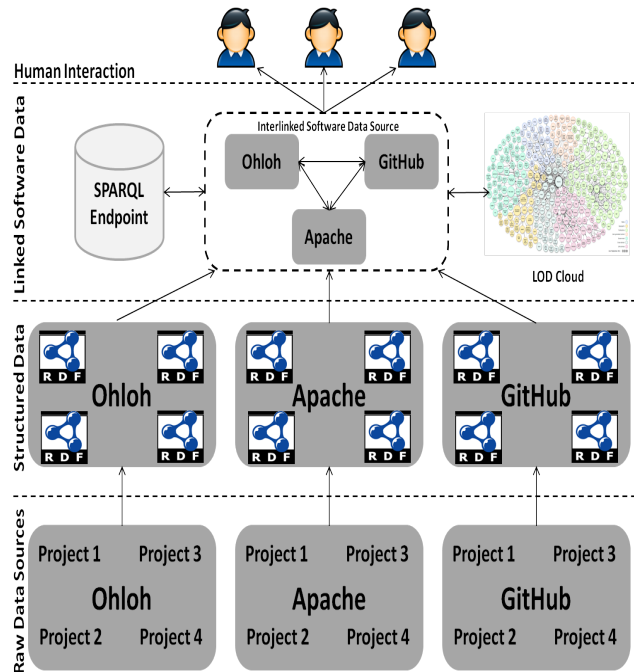 Human Interaction
Linked Software Data
Interlinked Software Data Source
Ohloh
GitHub
Apache
SPARQL
Endpoint
LOD Cloud
Structured Data
RDF
RDF
Ohloh
RDF
RDF
RDF
RDF
Apache
RDF
RDF
RDF
RDF
GitHub
RDF
RDF
Raw Data Sources
Project 1 Project 3
Ohloh
Project 2 Project 4
Project 1 Project 3
Apache
Project 2 Project 4
Project 1 Project 3
GitHub
Project 2 Project 4